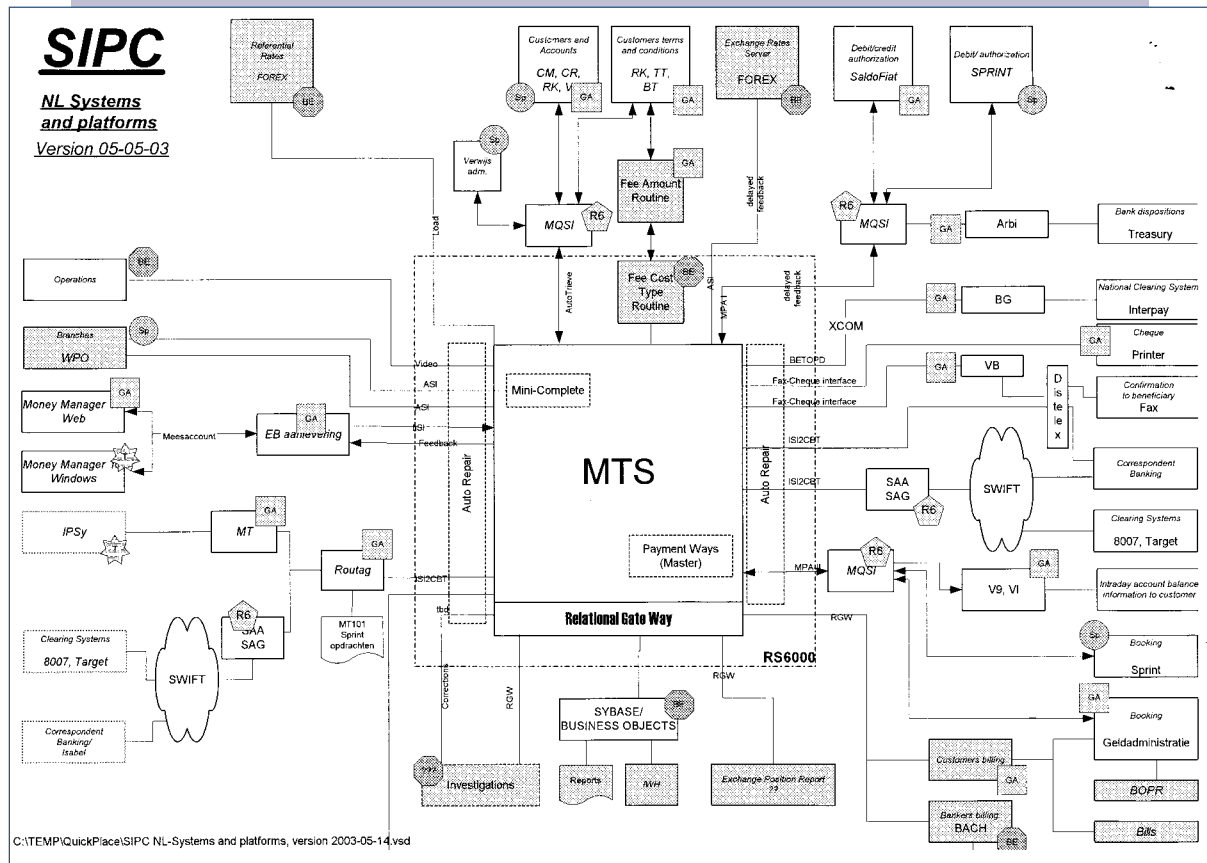 SIPC
NL Systems
and platforms
Version 05-05-03
Referential
Rates
FOREX
BE
Customers and
Accounts
CM, CR,
RK, V
Sp
GA
Customers terms
and conditions
RK, TT,
BT
GA
Exchange Rates
Server
FOREX
BE
Debit/credit
authorization
SaldoFiat
GA
Debit/ authorization
SPRINT
Sp
Sp
Verwijs
adm.
MQSI
R6
GA
Fee Amount
Routine
delayed
feedback
R6
MQSI
GA
Arbi
Bank dispositions
Treasury
Load
AutoTrieve
Fee Cost
Type
Routine
BE
ASI
MPA1
delayed
feedback
Operations
BE
XCOM
GA
BG
National Clearing System
Interpay
Branches
WPO
Sp
Video
ASI
ASI
BETOPD
Fax-Cheque interface
Fax-Cheque interface
GA
Cheque
Printer
GA
VB
Distelex
Confirmation
to beneficiary
Fax
Money Manager
Web
GA
Money Manager
Windows
Meesaccount
EB aanlevering
GA
ISI
Feedback
Auto Repair
Mini-Complete
MTS
Auto Repair
ISI2CBT
ISI2CBT
SAA
SAG
R6
SWIFT
Correspondent
Banking
Clearing Systems
8007, Target
IPSy
MT
GA
Routag
GA
ISI2CBT
Payment Ways
(Master)
MQSI
R6
V9, VI
GA
Intraday account balance
information to customer
tbd
MT101
Sprint
opdrachten
Relational Gate Way
RS6000
RGW
Sp
Booking
Sprint
Clearing Systems
8007, Target
SWIFT
R6
SAA
SAG
Correspondent
Banking/
Isabel
Corrections
RGW
RGW
SYBASE/
BUSINESS OBJECTS
GA
Booking
Geldadministratie
???
Investigations
Reports
IWH
Exchange Position Report
??
Customers billing
GA
BOPR
Bankers billing
BACH
BE
Bills
C:\TEMP\QuickPlace\SIPC NL-Systems and platforms, version 2003-05-14.vsd